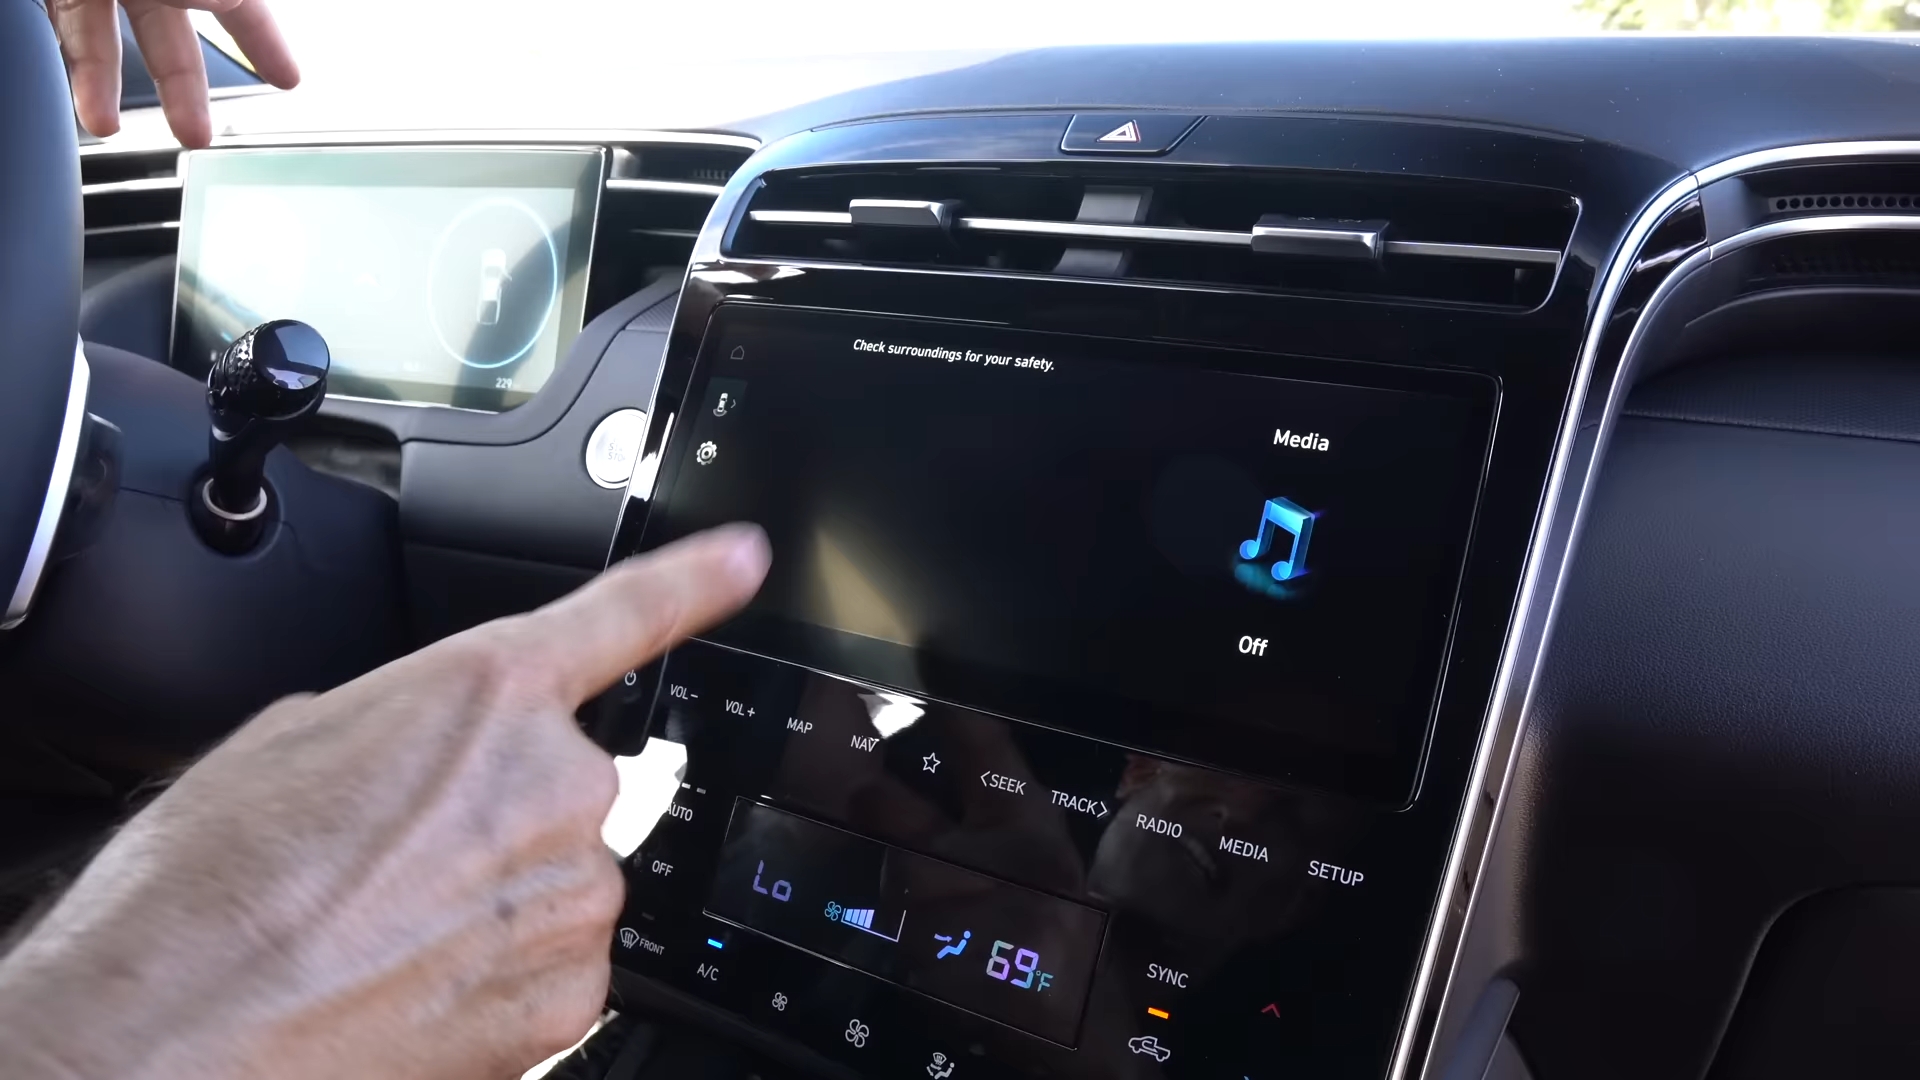 229
Check surroundings for your safety.
Media
Off
VOL-
VOL+
MAP
NAV
<SEEK
TRACK>
RADIO
MEDIA
SETUP
AUTO
OFF
FRONT
A/C
Lo
69°F
SYNC